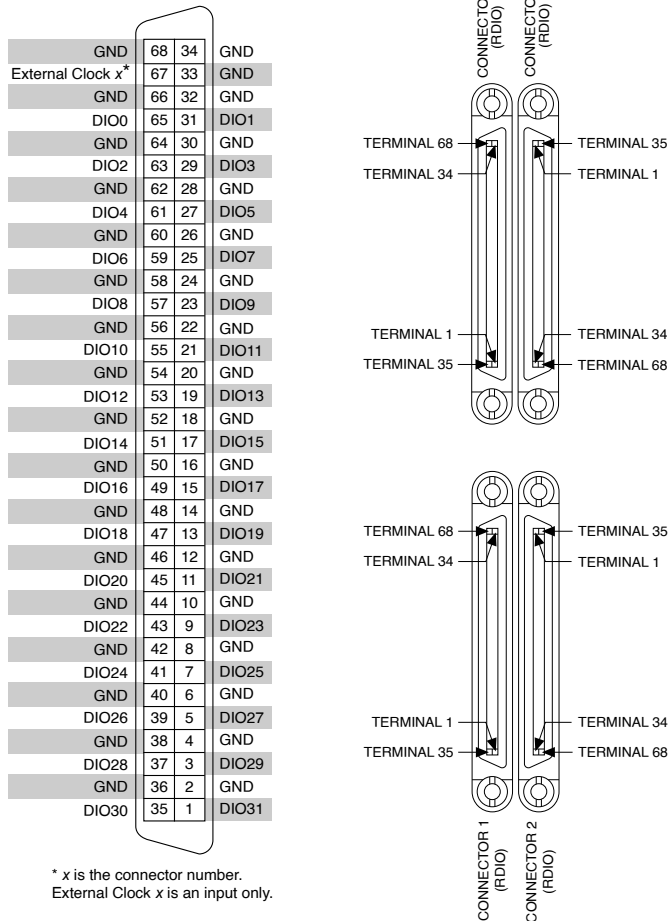 GND 68 34 GND
External Clock x* 67 33 GND
GND 66 32 GND
DIO0 65 31 DIO1
GND 64 30 GND
DIO2 63 29 DIO3
GND 62 28 GND
DIO4 61 27 DIO5
GND 60 26 GND
DIO6 59 25 DIO7
GND 58 24 GND
DIO8 57 23 DIO9
GND 56 22 GND
DIO10 55 21 DIO11
GND 54 20 GND
DIO12 53 19 DIO13
GND 52 18 GND
DIO14 51 17 DIO15
GND 50 16 GND
DIO16 49 15 DIO17
GND 48 14 GND
DIO18 47 13 DIO19
GND 46 12 GND
DIO20 45 11 DIO21
GND 44 10 GND
DIO22 43 9 DIO23
GND 42 8 GND
DIO24 41 7 DIO25
GND 40 6 GND
DIO26 39 5 DIO27
GND 38 4 GND
DIO28 37 3 DIO29
GND 36 2 GND
DIO30 35 1 DIO31
* x is the connector number.
External Clock x is an input only.
(RDIO)
(RDIO)
TERMINAL 68
TERMINAL 35
TERMINAL 34
TERMINAL 1
TERMINAL 1
TERMINAL 34
TERMINAL 35
TERMINAL 68
TERMINAL 68
TERMINAL 35
TERMINAL 34
TERMINAL 1
TERMINAL 1
TERMINAL 34
TERMINAL 35
TERMINAL 68
CONNECTOR 1
(RDIO)
CONNECTOR 2
(RDIO)